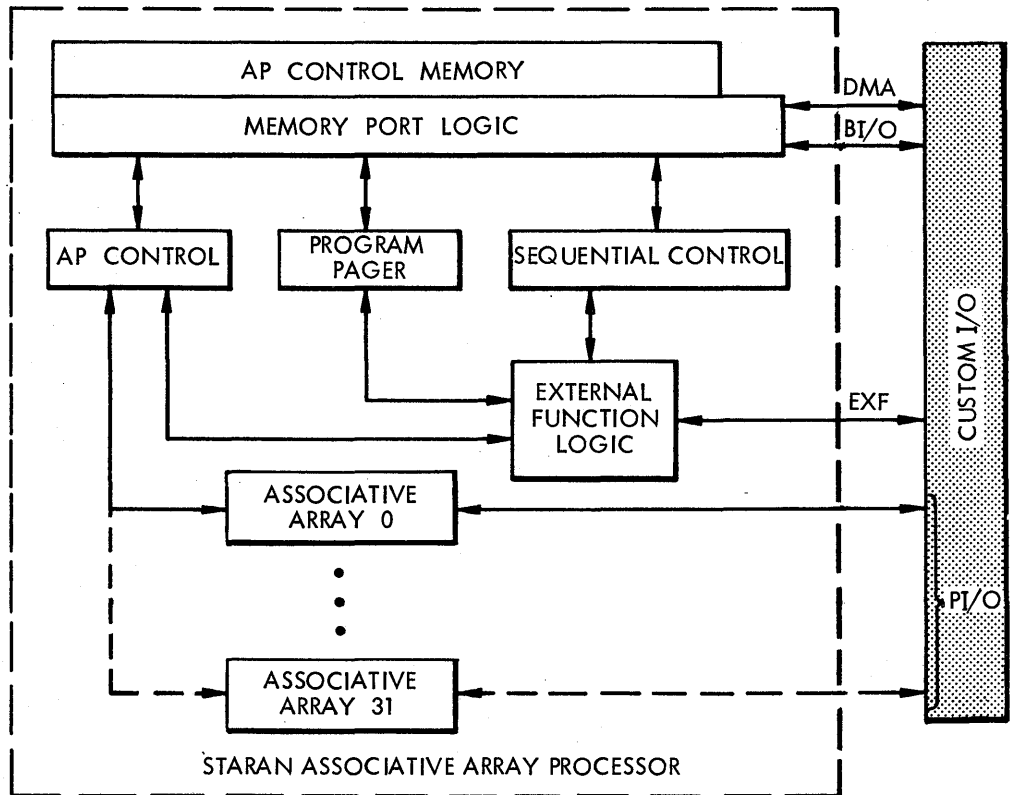 AP CONTROL MEMORY
MEMORY PORT LOGIC
DMA
BI/O
AP CONTROL
PROGRAM
PAGER
SEQUENTIAL CONTROL
EXTERNAL
FUNCTION
LOGIC
EXF
CUSTOM I/O
ASSOCIATIVE
ARRAY 0
PI/O
ASSOCIATIVE
ARRAY 31
STARAN ASSOCIATIVE ARRAY PROCESSOR